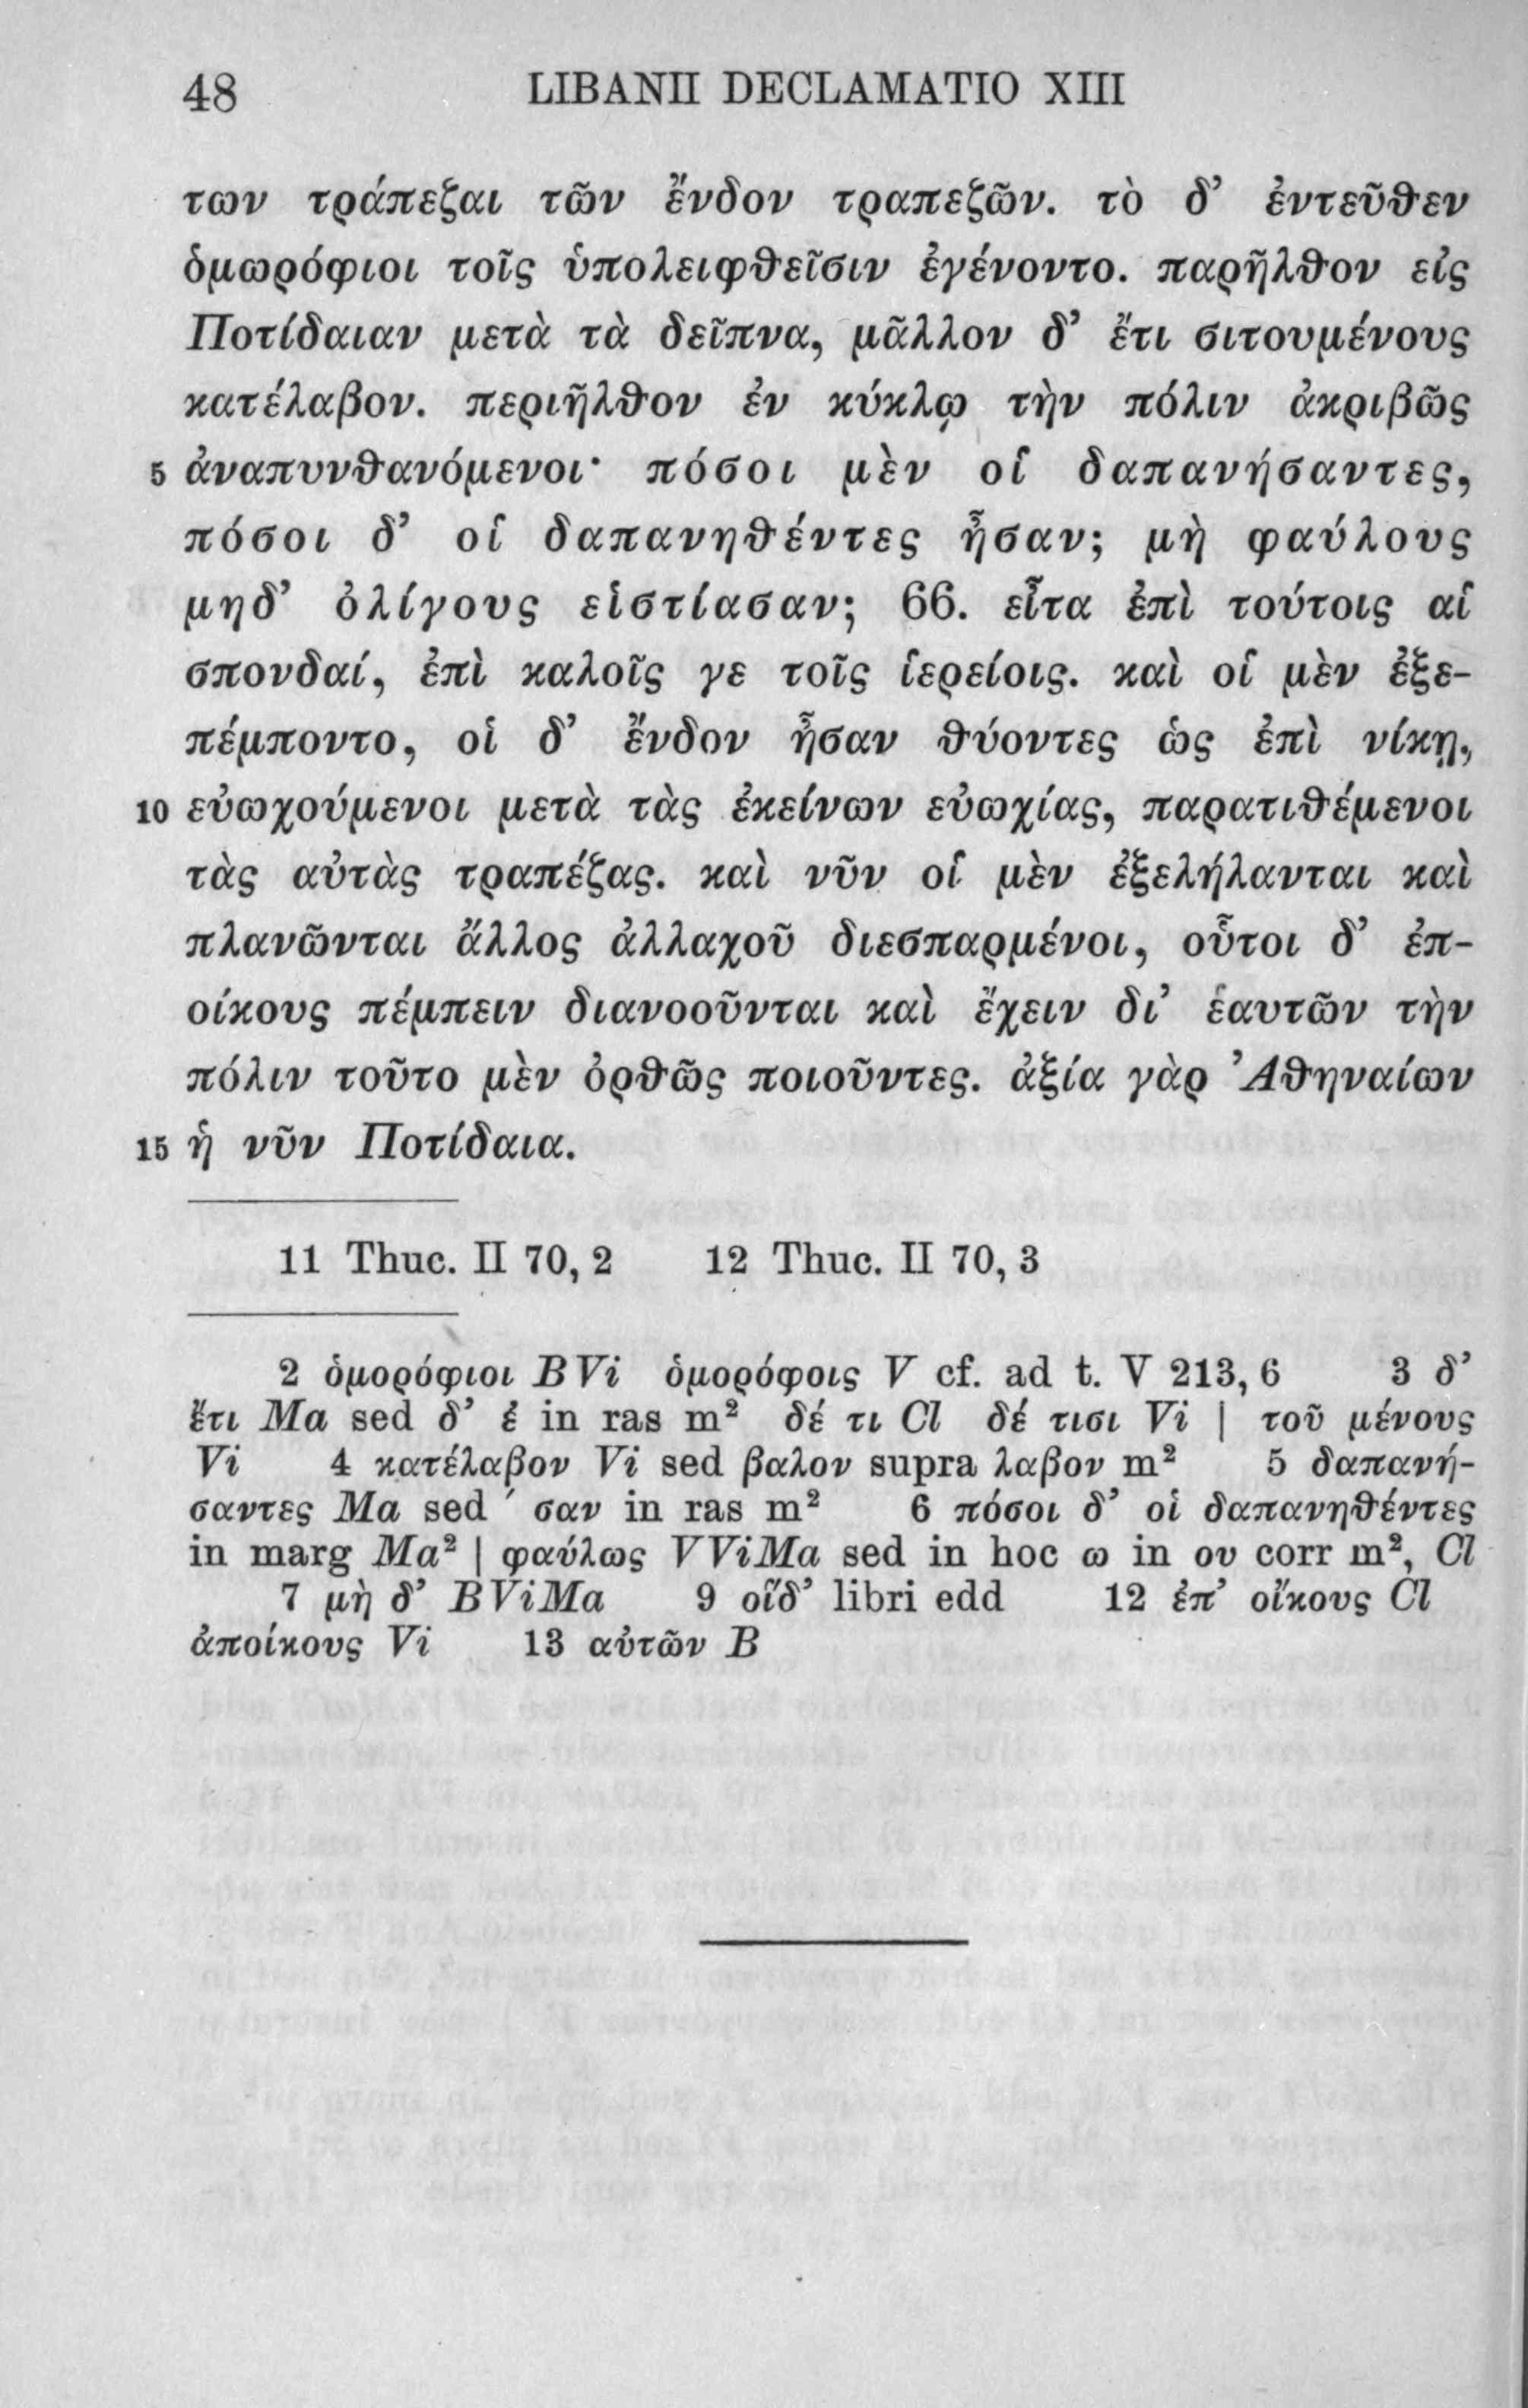 48 LIBANII DECLAMATIO XIII
των τράπεζαι τῶν ἔνδον τραπεζῶν. τὸ δ’ ἐντεῦθεν
ὁμωρόφιοι τοῖς ὑπολειφθεῖσιν ἐγένοντο. παρῆλθον εἰς
Ποτίδαιαν μετὰ τὰ δεῖπνα, μᾶλλον δ’ ἔτι σιτουμένους
κατέλαβον. περιῆλθον ἐν κύκλῳ τὴν πόλιν ἀκριβῶς
5 ἀναπυνθανόμενοι· πόσοι μὲν οἱ δαπανήσαντες,
πόσοι δ’ οἱ δαπανηθέντες ἦσαν; μὴ φαύλους
μηδ’ ὀλίγους εἱστίασαν; 66. εἶτα ἐπὶ τούτοις αἱ
σπονδαί, ἐπὶ καλοῖς γε τοῖς ἱερείοις. καὶ οἱ μὲν ἐξε-
πέμποντο, οἱ δ’ ἔνδον ἦσαν θύοντες ὡς ἐπὶ νίκῃ,
10 εὐωχούμενοι μετὰ τὰς ἐκείνων εὐωχίας, παρατιθέμενοι
τὰς αὐτὰς τραπέζας. καὶ νῦν οἱ μὲν ἐξελήλανται καὶ
πλανῶνται ἄλλος ἀλλαχοῦ διεσπαρμένοι, οὗτοι δ’ ἐπ-
οίκους πέμπειν διανοοῦνται καὶ ἔχειν δι’ ἑαυτῶν τὴν
πόλιν τοῦτο μὲν ὀρθῶς ποιοῦντες. ἀξία γὰρ Ἀθηναίων
15 ἡ νῦν Ποτίδαια.
11 Thuc. II 70, 2 12 Thuc. II 70, 3
2 ὁμορόφιοι BVi ὁμορόφοις V cf. ad t. V 213, 6 3 δ’
ἔτι Ma sed δ’ ἐ in ras m² δέ τι Cl δέ τισι Vi | τοῦ μένους
Vi 4 κατέλαβον Vi sed βαλον supra λαβον m² 5 δαπανή-
σαντες Ma sed ´ σαν in ras m² 6 πόσοι δ’ οἱ δαπανηθέντες
in marg Ma² | φαύλως VViMa sed in hoc ω in ου corr m², Cl
7 μὴ δ’ BViMa 9 οἵδ’ libri edd 12 ἐπ’ οἴκους Cl
ἀποίκους Vi 13 αὐτῶν B